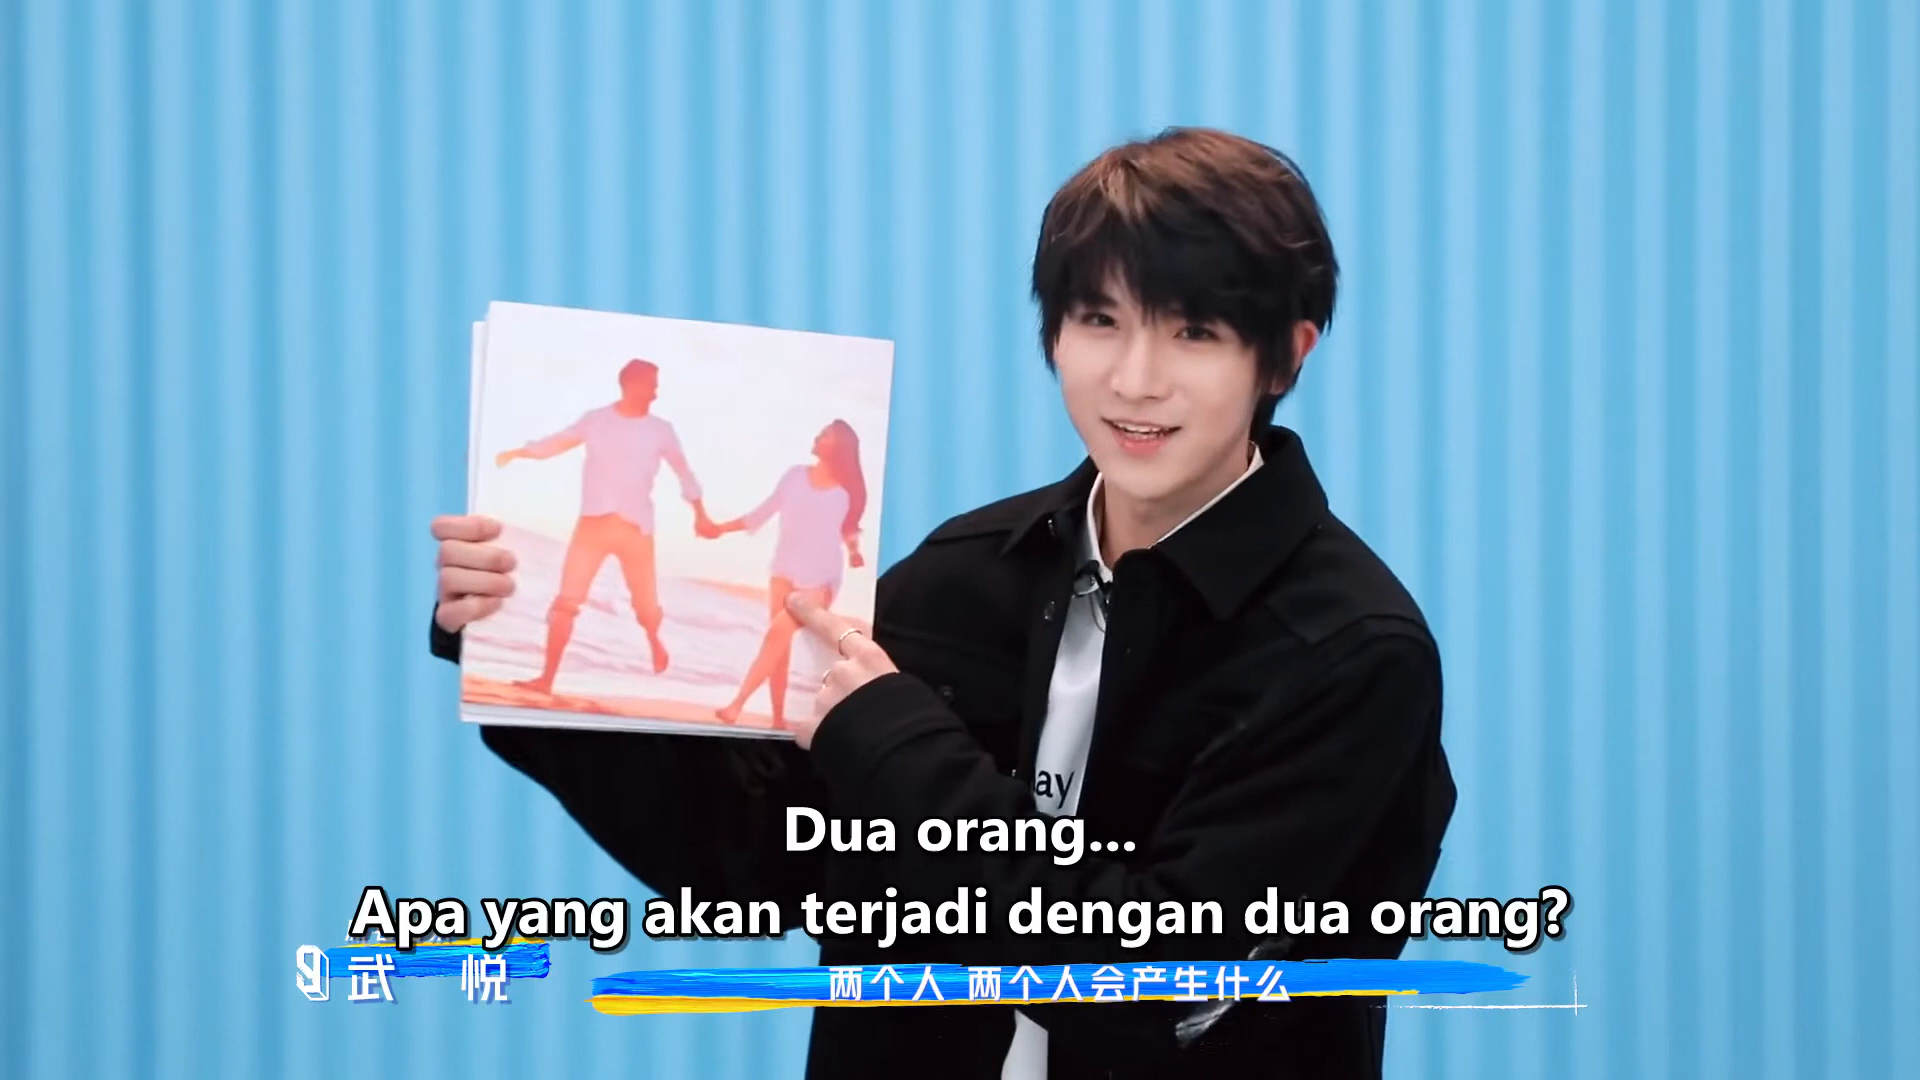 ay
Dua orang...
Apa yang akan terjadi dengan dua orang?
9 武 悦
两个人 两个人会产生什么